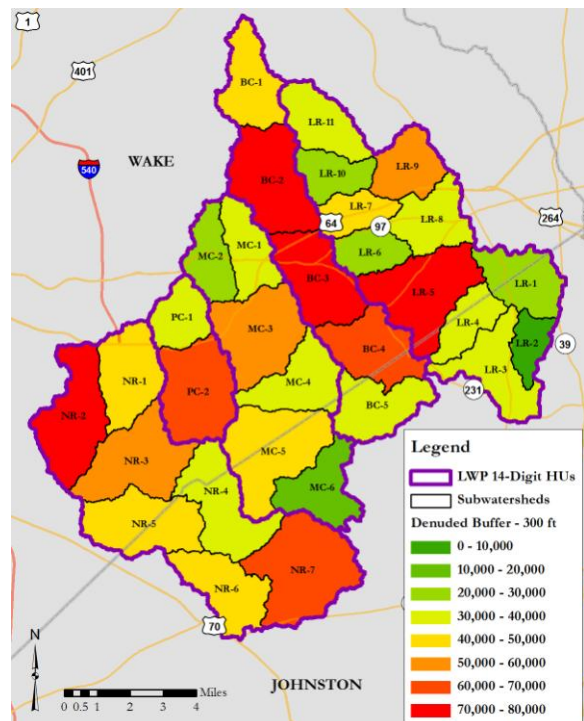 1
401
BC-1
LR-11
WAKE
LR-9
540
BC-2
LR-10
LR-7
64
97
LR-8
264
MC-2
MC-1
LR-6
BC-3
LR-5
LR-1
PC-1
MC-3
LR-4
LR-2
BC-4
39
NR-1
LR-3
PC-2
MC-4
NR-2
231
BC-5
NR-3
MC-5
NR-4
MC-6
NR-5
NR-7
NR-6
70
N
JOHNSTON
Miles
0 0.5 1 2 3 4
Legend
LWP 14-Digit HUs
Subwatersheds
Denuded Buffer - 300 ft
0 - 10,000
10,000 - 20,000
20,000 - 30,000
30,000 - 40,000
40,000 - 50,000
50,000 - 60,000
60,000 - 70,000
70,000 - 80,000